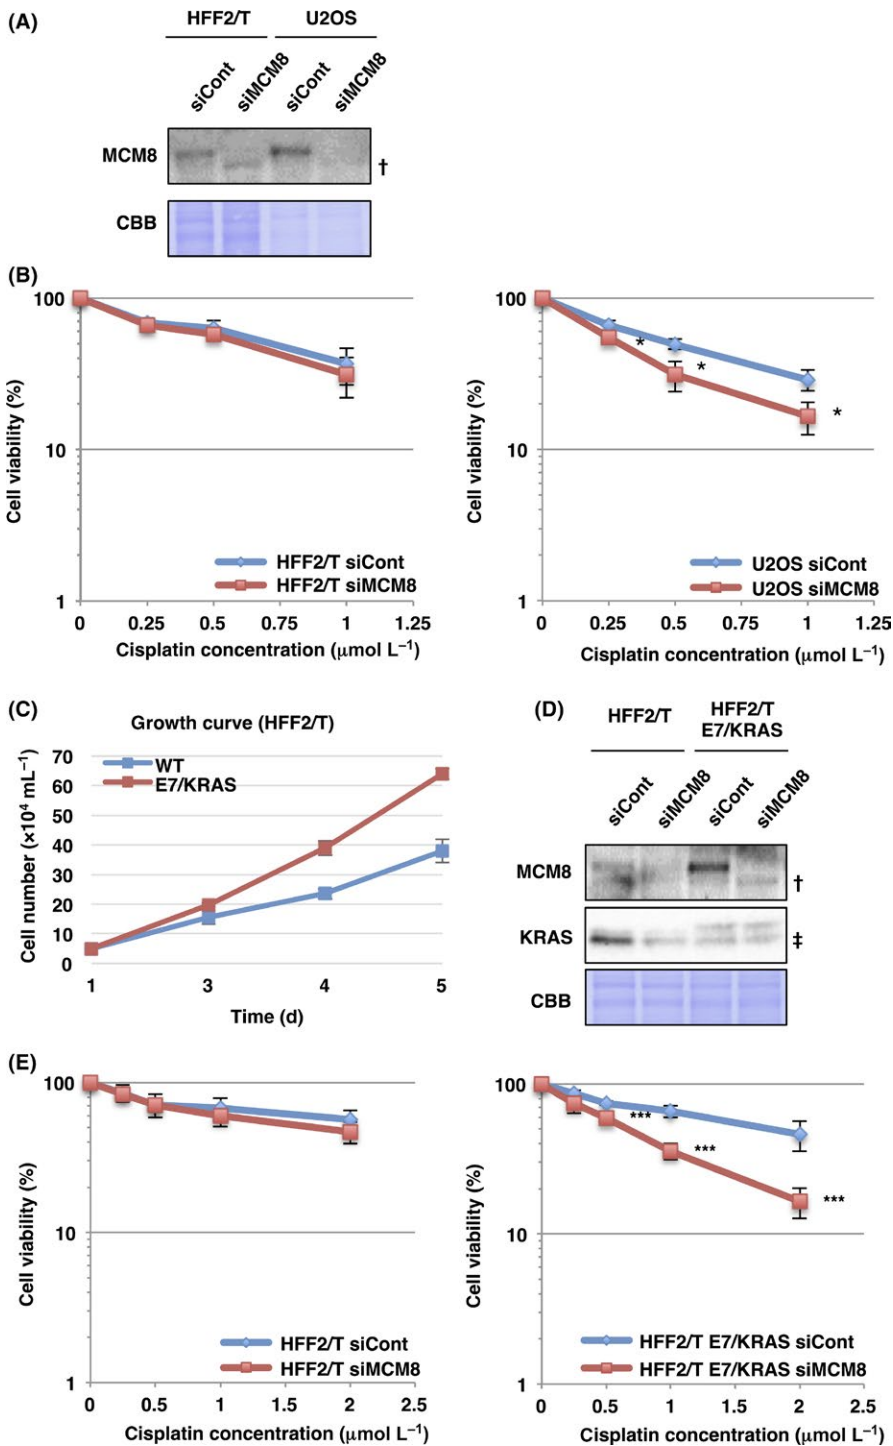 (A)
HFF2/T U2OS
siCont siMCM8 siCont siMCM8
MCM8 †
CBB
(B)
100
10
1
Cell viability (%)
* * *
HFF2/T siCont
HFF2/T siMCM8
0 0.25 0.5 0.75 1 1.25
Cisplatin concentration (μmol L⁻¹)
100
10
1
Cell viability (%)
U2OS siCont
U2OS siMCM8
0 0.25 0.5 0.75 1 1.25
Cisplatin concentration (μmol L⁻¹)
(C)
Growth curve (HFF2/T)
70
60
50
40
30
20
10
0
Cell number (×10⁴ mL⁻¹)
WT
E7/KRAS
1 3 4 5
Time (d)
(D)
HFF2/T HFF2/T
E7/KRAS
siCont siMCM8 siCont siMCM8
MCM8 †
KRAS ‡
CBB
(E)
100
10
1
Cell viability (%)
HFF2/T siCont
HFF2/T siMCM8
0 0.5 1 1.5 2 2.5
Cisplatin concentration (μmol L⁻¹)
100
10
1
Cell viability (%)
*** *** ***
HFF2/T E7/KRAS siCont
HFF2/T E7/KRAS siMCM8
0 0.5 1 1.5 2 2.5
Cisplatin concentration (μmol L⁻¹)